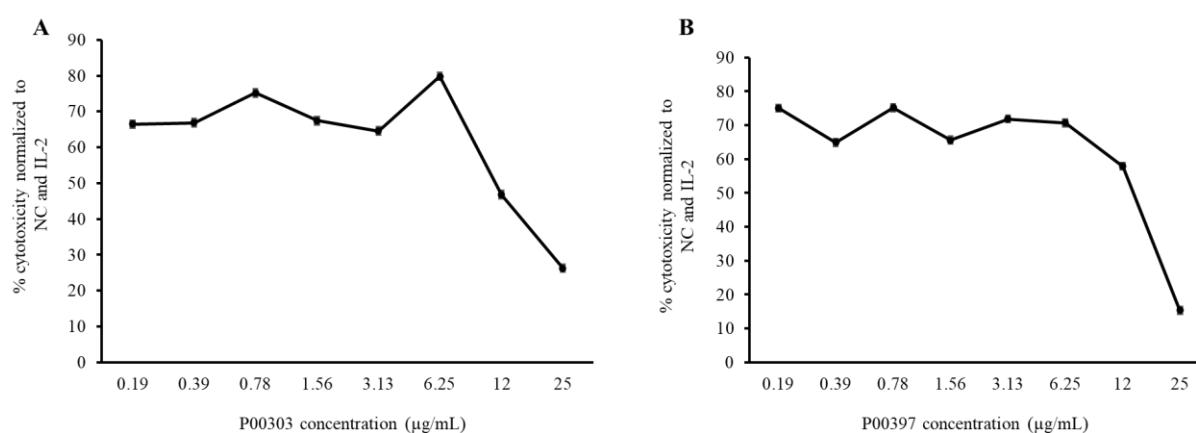 A
% cytotoxicity normalized to
NC and IL-2
90
80
70
60
50
40
30
20
10
0
0.19 0.39 0.78 1.56 3.13 6.25 12 25
P00303 concentration (µg/mL)
B
% cytotoxicity normalized to
NC and IL-2
90
80
70
60
50
40
30
20
10
0
0.19 0.39 0.78 1.56 3.13 6.25 12 25
P00397 concentration (µg/mL)